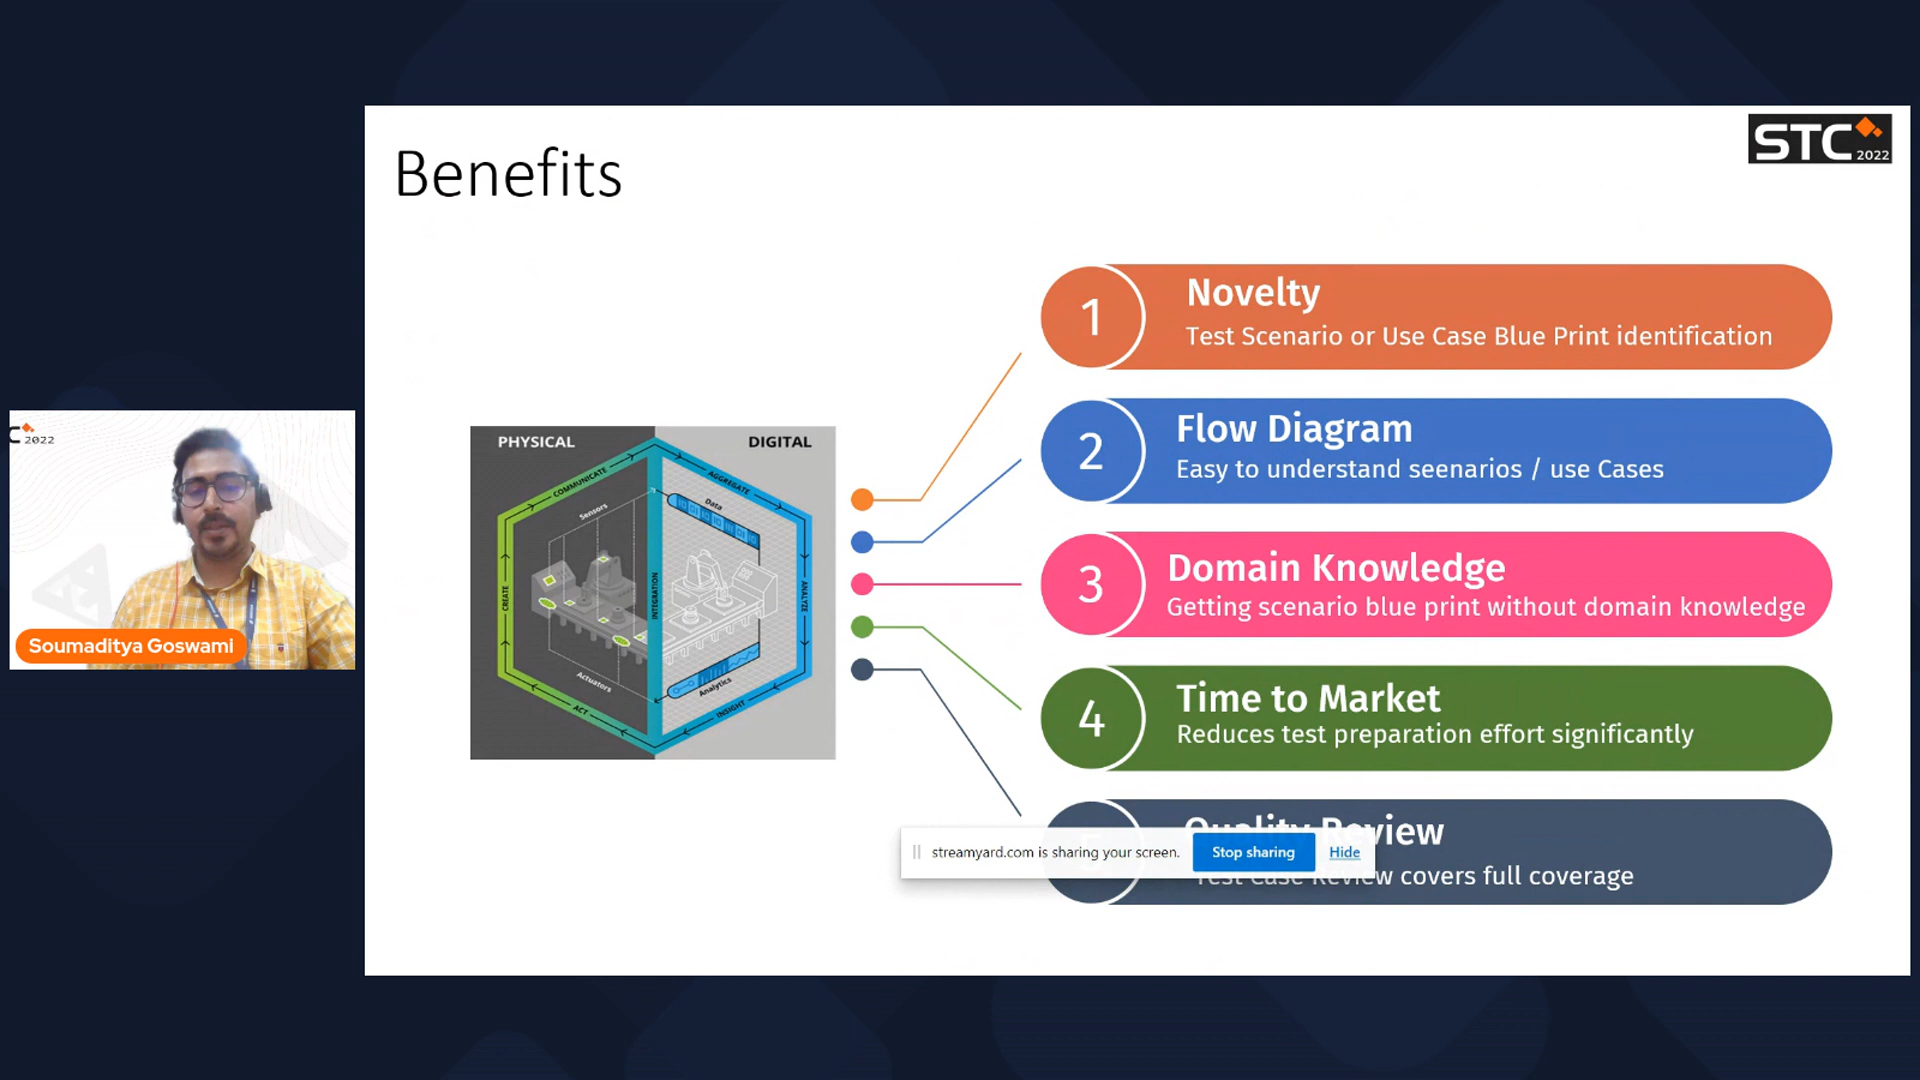 Benefits
STC
2022
C 2022
Soumaditya Goswami
PHYSICAL
DIGITAL
COMMUNICATE
AGGREGATE
Sensors
Data
CREATE
INTEGRATION
ANALYZE
Actuators
Analytics
ACT
INSIGHT
1
Novelty
Test Scenario or Use Case Blue Print identification
2
Flow Diagram
Easy to understand seenarios / use Cases
3
Domain Knowledge
Getting scenario blue print without domain knowledge
4
Time to Market
Reduces test preparation effort significantly
5
Quality Review
Test Case Review covers full coverage
streamyard.com is sharing your screen.
Stop sharing
Hide